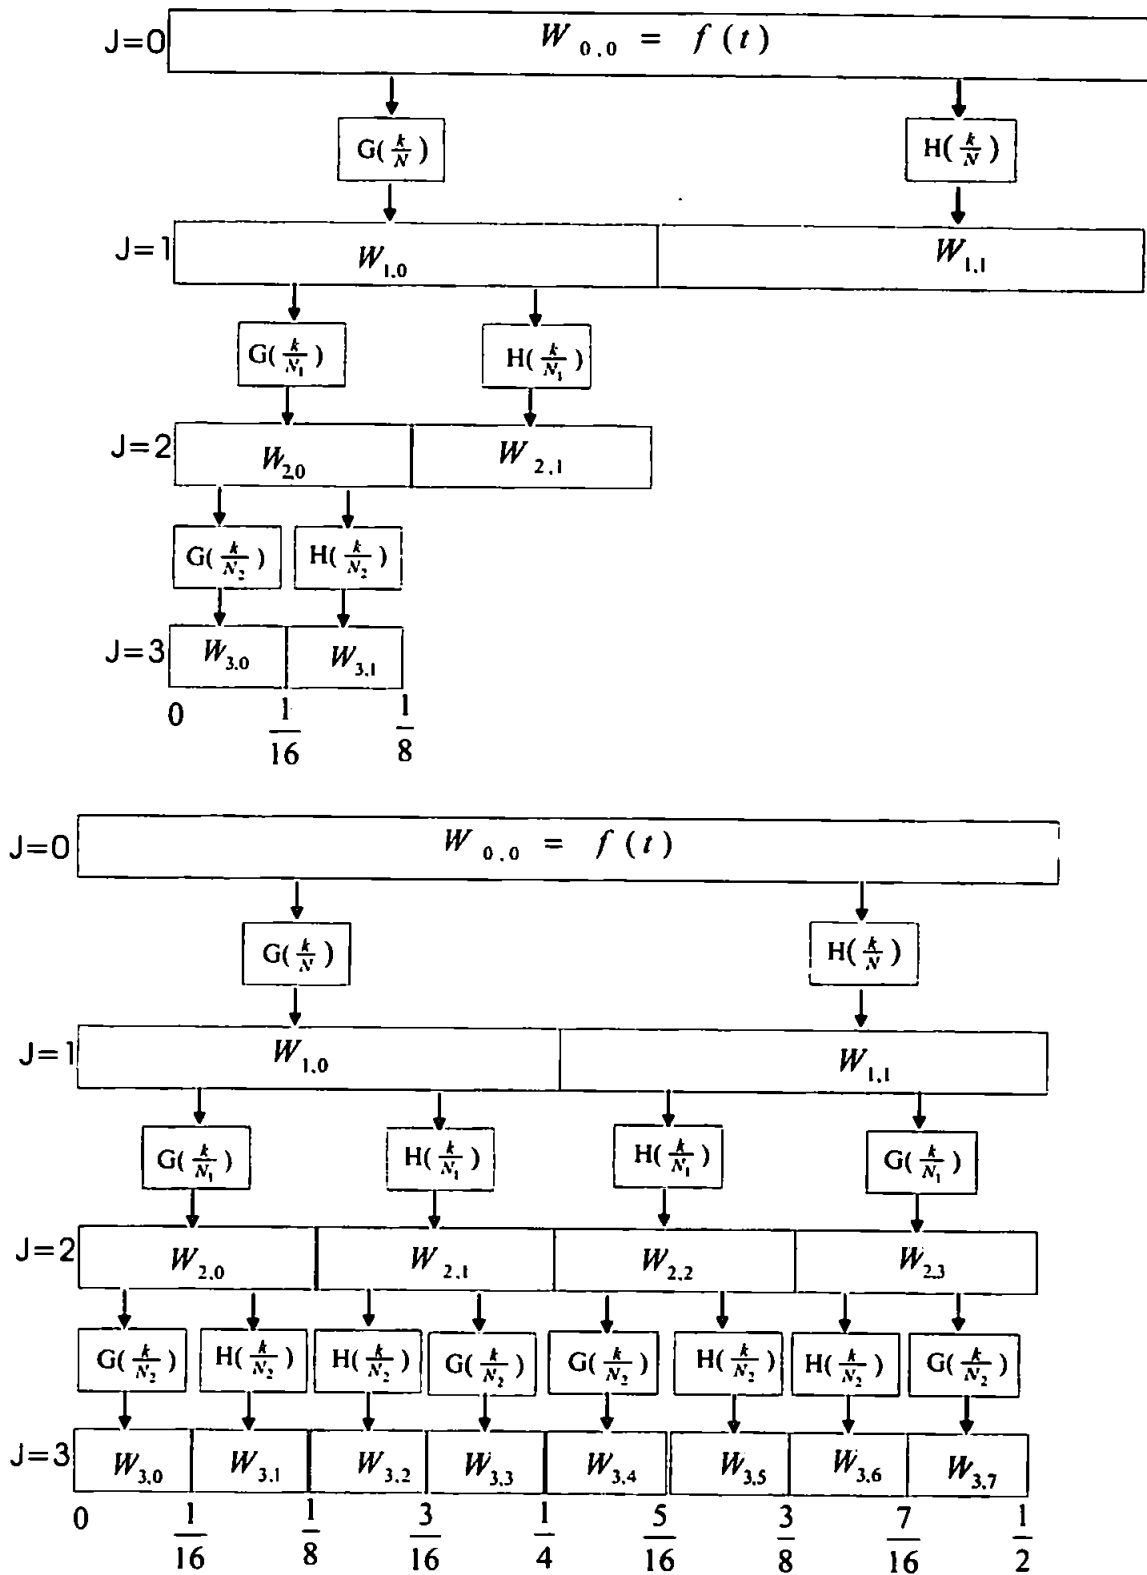 J=0 W 0,0 = f(t)
G(k/N) H(k/N)
J=1 W1,0 W1,1
G(k/N1) H(k/N1)
J=2 W2,0 W 2,1
G(k/N2) H(k/N2)
J=3 W3,0 W3,1
0 1/16 1/8
J=0 W 0,0 = f(t)
G(k/N) H(k/N)
J=1 W1,0 W1,1
G(k/N1) H(k/N1) H(k/N1) G(k/N1)
J=2 W2,0 W2,1 W2,2 W2,3
G(k/N2) H(k/N2) H(k/N2) G(k/N2) G(k/N2) H(k/N2) H(k/N2) G(k/N2)
J=3 W3,0 W3,1 W3,2 W3,3 W3,4 W3,5 W3,6 W3,7
0 1/16 1/8 3/16 1/4 5/16 3/8 7/16 1/2